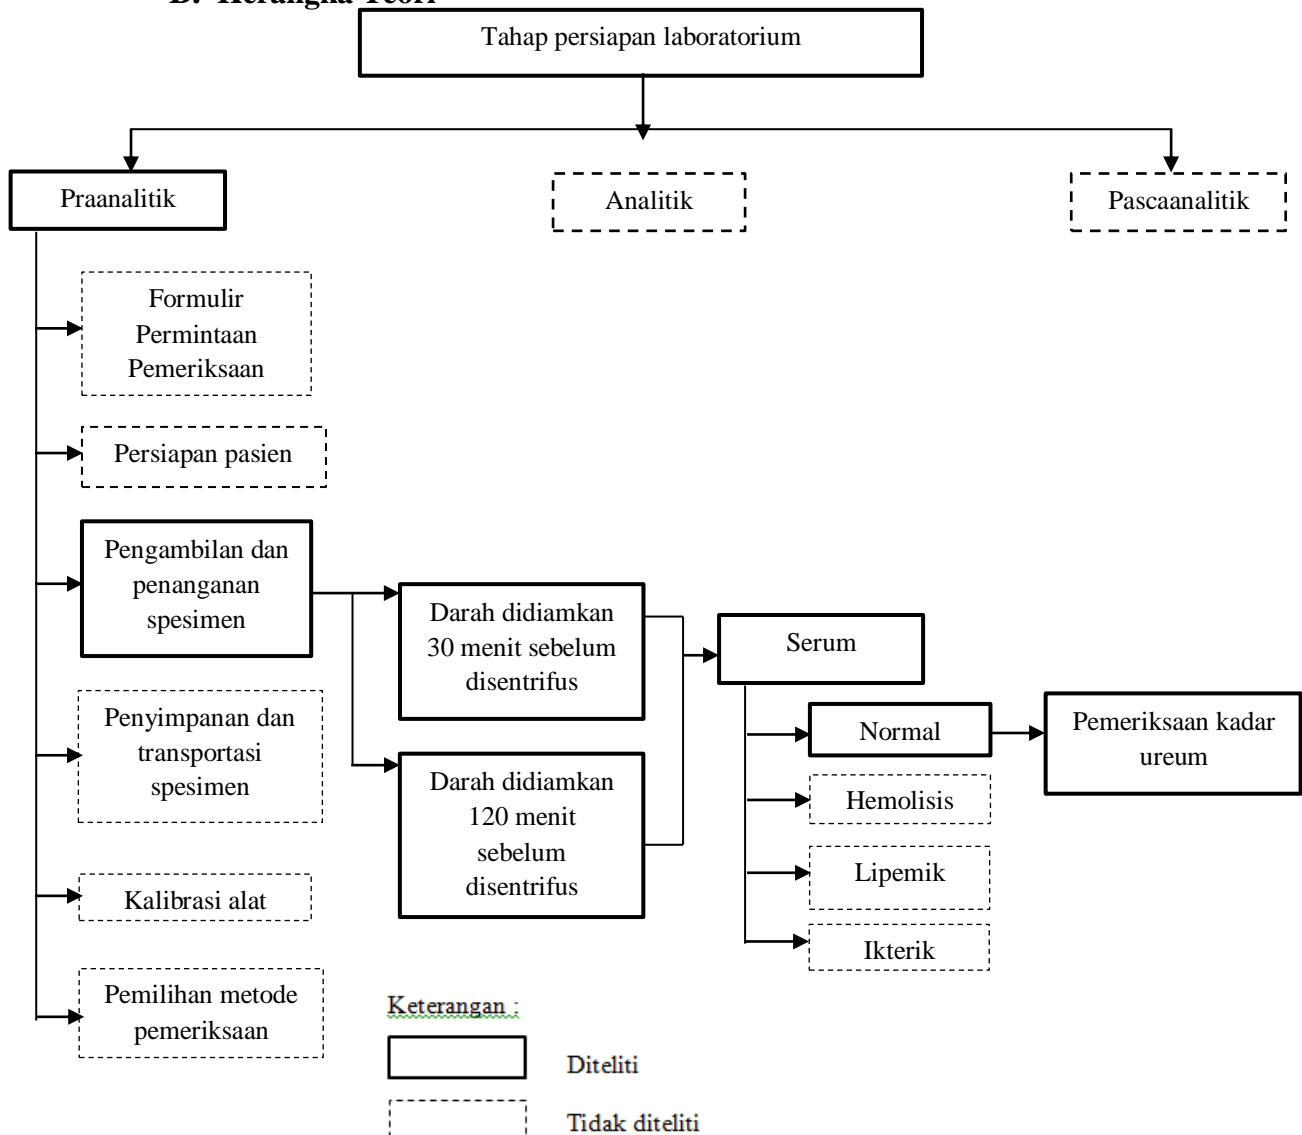 D. Kerangka Teori
Tahap persiapan laboratorium
Praanalitik
Analitik
Pascaanalitik
Formulir
Permintaan
Pemeriksaan
Persiapan pasien
Pengambilan dan
penanganan
spesimen
Darah didiamkan
30 menit sebelum
disentrifus
Serum
Penyimpanan dan
transportasi
spesimen
Darah didiamkan
120 menit
sebelum
disentrifus
Normal
Pemeriksaan kadar
ureum
Hemolisis
Lipemik
Ikterik
Kalibrasi alat
Pemilihan metode
pemeriksaan
Keterangan :
Diteliti
Tidak diteliti